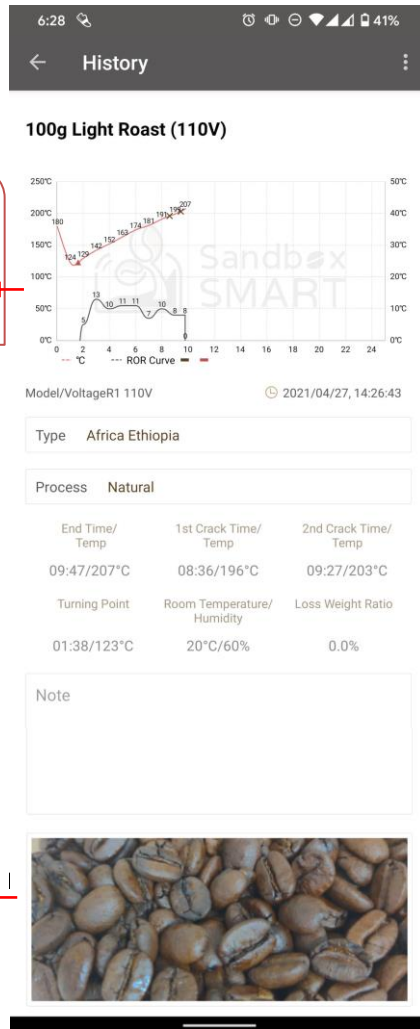 6:28 41%
History
100g Light Roast (110V)
250℃ 50℃
200℃ 40℃
150℃ 30℃
100℃ 20℃
50℃ 10℃
0℃ 0℃
180 124 129 142 152 163 174 181 191 195 207
5 13 10 11 11 7 10 8 8 0
Sandbox
SMART
0 2 4 6 8 10 12 14 16 18 20 22 24
℃ ROR Curve
Model/VoltageR1 110V 2021/04/27, 14:26:43
Type Africa Ethiopia
Process Natural
End Time/ 1st Crack Time/ 2nd Crack Time/
Temp Temp Temp
09:47/207°C 08:36/196°C 09:27/203°C
Turning Point Room Temperature/ Loss Weight Ratio
Humidity
01:38/123°C 20°C/60% 0.0%
Note